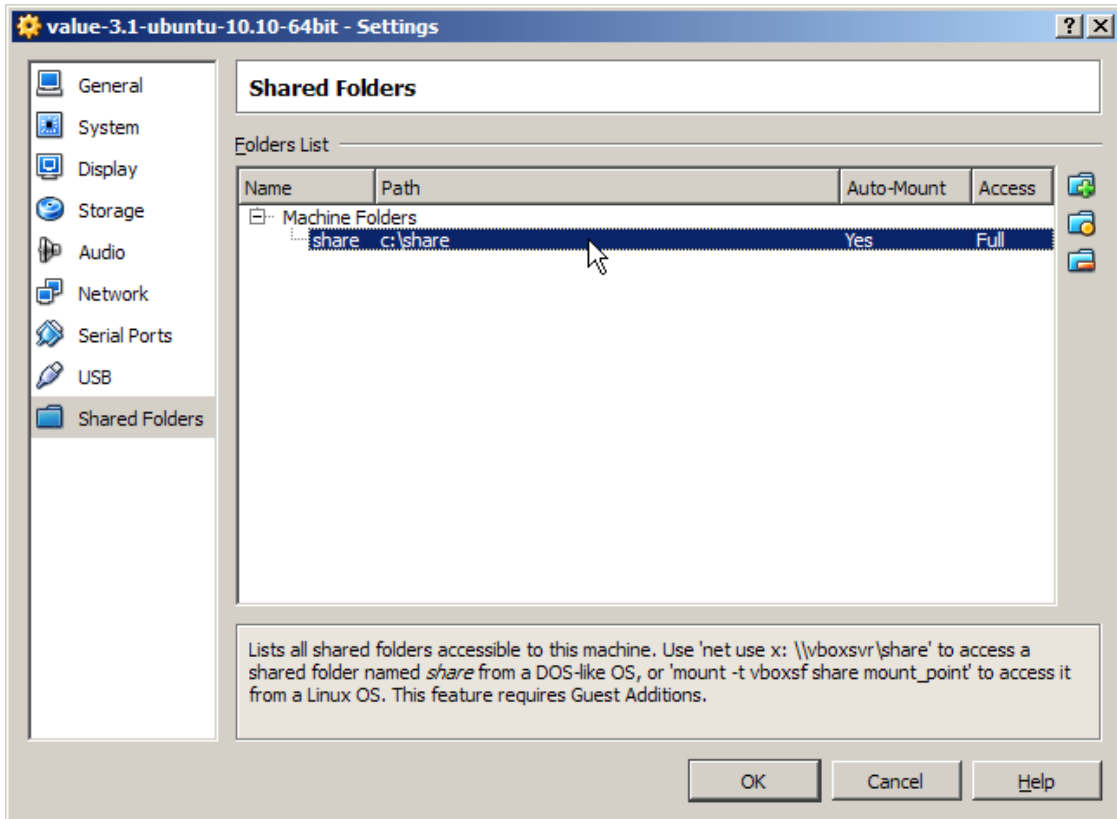 value-3.1-ubuntu-10.10-64bit - Settings
General
System
Display
Storage
Audio
Network
Serial Ports
USB
Shared Folders
Shared Folders
Folders List
Name Path Auto-Mount Access
Machine Folders
share c:\share Yes Full
Lists all shared folders accessible to this machine. Use 'net use x: \\vboxsvr\share' to access a
shared folder named share from a DOS-like OS, or 'mount -t vboxsf share mount_point' to access it
from a Linux OS. This feature requires Guest Additions.
OK Cancel Help